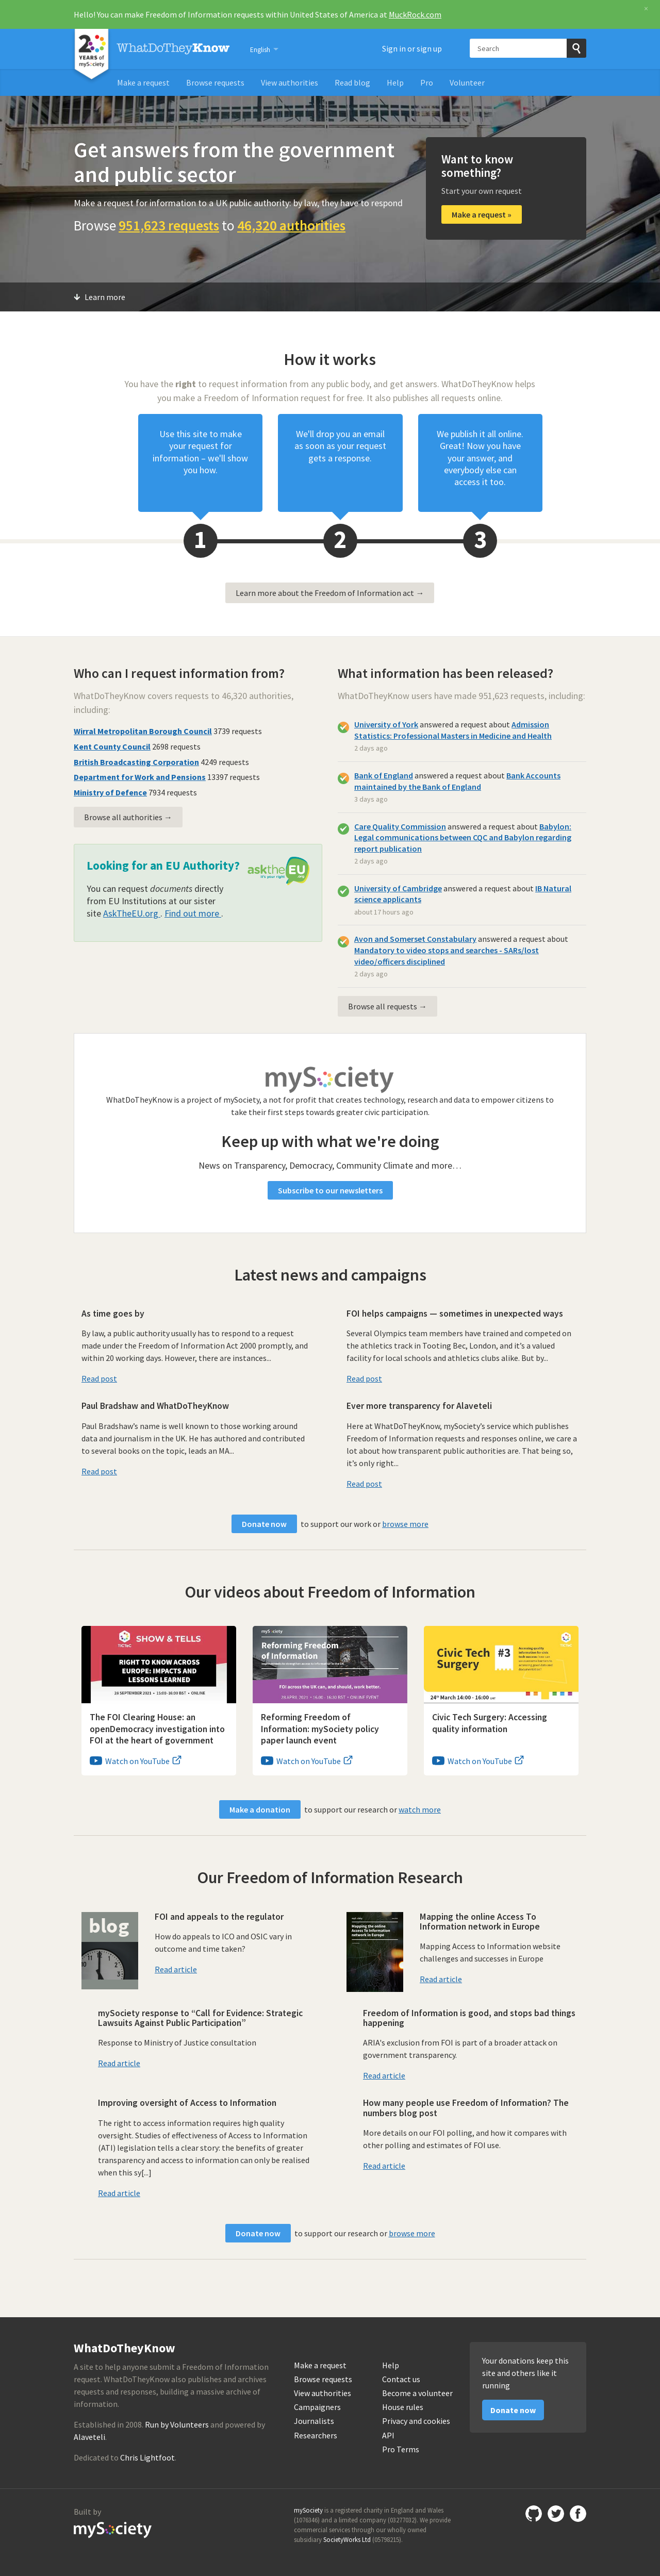 Hello! You can make Freedom of Information requests within United States of America at MuckRock.com
×
20
YEARS of
mySociety
WhatDoTheyKnow
English
Sign in or sign up
Search
Make a request
Browse requests
View authorities
Read blog
Help
Pro
Volunteer
Get answers from the government
and public sector
Make a request for information to a UK public authority: by law, they have to respond
Browse 951,623 requests to 46,320 authorities
Want to know
something?
Start your own request
Make a request »
Learn more
How it works
You have the right to request information from any public body, and get answers. WhatDoTheyKnow helps
you make a Freedom of Information request for free. It also publishes all requests online.
Use this site to make
your request for
information – we'll show
you how.
We'll drop you an email
as soon as your request
gets a response.
We publish it all online.
Great! Now you have
your answer, and
everybody else can
access it too.
1
2
3
Learn more about the Freedom of Information act →
Who can I request information from?
WhatDoTheyKnow covers requests to 46,320 authorities,
including:
Wirral Metropolitan Borough Council 3739 requests
Kent County Council 2698 requests
British Broadcasting Corporation 4249 requests
Department for Work and Pensions 13397 requests
Ministry of Defence 7934 requests
Browse all authorities →
Looking for an EU Authority?
asktheEU
it's your right
You can request documents directly
from EU Institutions at our sister
site AskTheEU.org . Find out more .
What information has been released?
WhatDoTheyKnow users have made 951,623 requests, including:
University of York answered a request about Admission
Statistics: Professional Masters in Medicine and Health
2 days ago
Bank of England answered a request about Bank Accounts
maintained by the Bank of England
3 days ago
Care Quality Commission answered a request about Babylon:
Legal communications between CQC and Babylon regarding
report publication
2 days ago
University of Cambridge answered a request about IB Natural
science applicants
about 17 hours ago
Avon and Somerset Constabulary answered a request about
Mandatory to video stops and searches - SARs/lost
video/officers disciplined
2 days ago
Browse all requests →
mySociety
WhatDoTheyKnow is a project of mySociety, a not for profit that creates technology, research and data to empower citizens to
take their first steps towards greater civic participation.
Keep up with what we're doing
News on Transparency, Democracy, Community Climate and more…
Subscribe to our newsletters
Latest news and campaigns
As time goes by
By law, a public authority usually has to respond to a request
made under the Freedom of Information Act 2000 promptly, and
within 20 working days. However, there are instances...
Read post
FOI helps campaigns — sometimes in unexpected ways
Several Olympics team members have trained and competed on
the athletics track in Tooting Bec, London, and it’s a valued
facility for local schools and athletics clubs alike. But by...
Read post
Paul Bradshaw and WhatDoTheyKnow
Paul Bradshaw’s name is well known to those working around
data and journalism in the UK. He has authored and contributed
to several books on the topic, leads an MA...
Read post
Ever more transparency for Alaveteli
Here at WhatDoTheyKnow, mySociety’s service which publishes
Freedom of Information requests and responses online, we care a
lot about how transparent public authorities are. That being so,
it’s only right...
Read post
Donate now to support our work or browse more
Our videos about Freedom of Information
SHOW & TELLS
RIGHT TO KNOW ACROSS
EUROPE: IMPACTS AND
LESSONS LEARNED
The FOI Clearing House: an
openDemocracy investigation into
FOI at the heart of government
Watch on YouTube
mySociety
Reforming Freedom
of Information
FOI across the UK can, and should, work better.
Reforming Freedom of
Information: mySociety policy
paper launch event
Watch on YouTube
Civic Tech
Surgery
#3
24th March 14:00 - 16:00
Civic Tech Surgery: Accessing
quality information
Watch on YouTube
Make a donation to support our research or watch more
Our Freedom of Information Research
blog
FOI and appeals to the regulator
How do appeals to ICO and OSIC vary in
outcome and time taken?
Read article
Mapping the online
Access To Information
network in Europe
Mapping the online Access To
Information network in Europe
Mapping Access to Information website
challenges and successes in Europe
Read article
mySociety response to “Call for Evidence: Strategic
Lawsuits Against Public Participation”
Response to Ministry of Justice consultation
Read article
Freedom of Information is good, and stops bad things
happening
ARIA's exclusion from FOI is part of a broader attack on
government transparency.
Read article
Improving oversight of Access to Information
The right to access information requires high quality
oversight. Studies of effectiveness of Access to Information
(ATI) legislation tells a clear story: the benefits of greater
transparency and access to information can only be realised
when this sy[...]
Read article
How many people use Freedom of Information? The
numbers blog post
More details on our FOI polling, and how it compares with
other polling and estimates of FOI use.
Read article
Donate now to support our research or browse more
WhatDoTheyKnow
A site to help anyone submit a Freedom of Information
request. WhatDoTheyKnow also publishes and archives
requests and responses, building a massive archive of
information.
Established in 2008. Run by Volunteers and powered by
Alaveteli.
Dedicated to Chris Lightfoot.
Make a request
Browse requests
View authorities
Campaigners
Journalists
Researchers
Help
Contact us
Become a volunteer
House rules
Privacy and cookies
API
Pro Terms
Your donations keep this
site and others like it
running
Donate now
Built by
mySociety
mySociety is a registered charity in England and Wales
(1076346) and a limited company (03277032). We provide
commercial services through our wholly owned
subsidiary SocietyWorks Ltd (05798215).